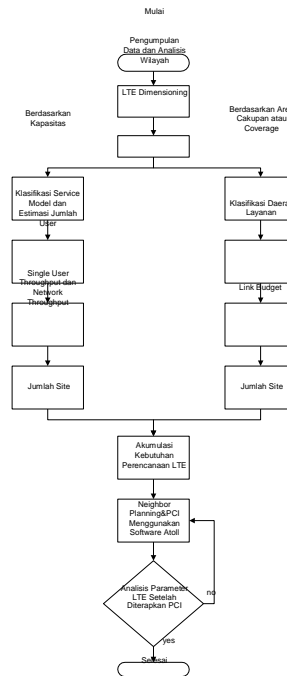 Mulai
Pengumpulan
Data dan Analisis
Wilayah
LTE Dimensioning
Berdasarkan
Kapasitas
Berdasarkan Area
Cakupan atau
Coverage
Klasifikasi Service
Model dan
Estimasi Jumlah
User
Klasifikasi Daerah
Layanan
Single User
Throughput dan
Network
Throughput
Link Budget
Jumlah Site
Jumlah Site
Akumulasi
Kebutuhan
Perencanaan LTE
Neighbor
Planning&PCI
Menggunakan
Software Atoll
Analisis Parameter
LTE Setelah
Diterapkan PCI
no
yes
Selesai